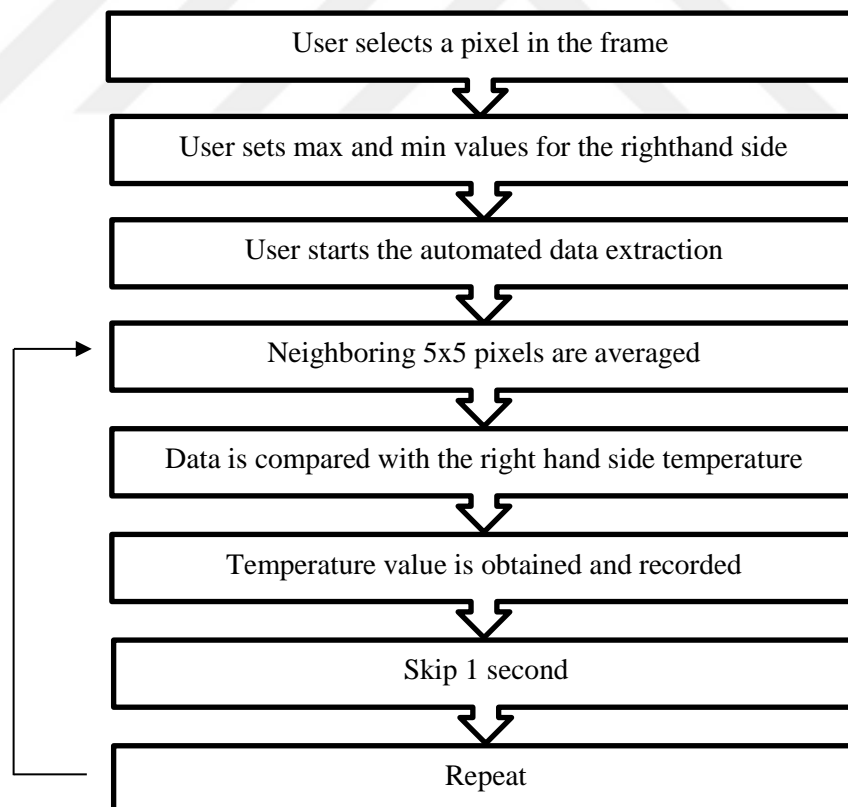 User selects a pixel in the frame
User sets max and min values for the righthand side
User starts the automated data extraction
Neighboring 5x5 pixels are averaged
Data is compared with the right hand side temperature
Temperature value is obtained and recorded
Skip 1 second
Repeat